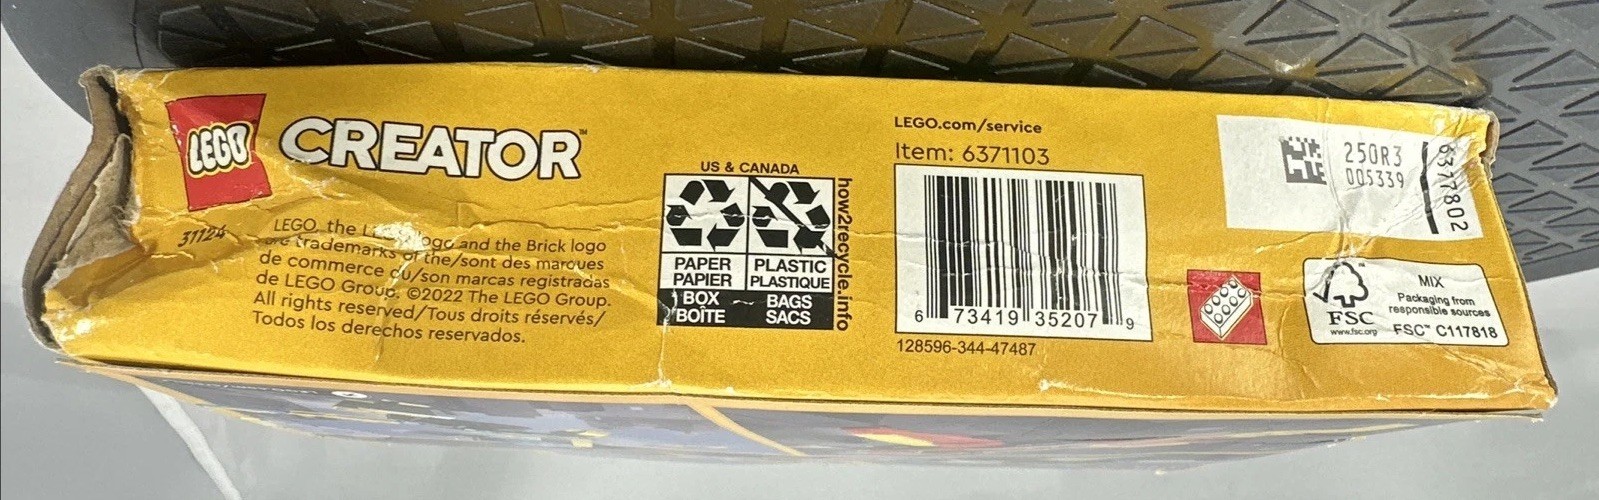 LEGO
CREATOR™
31124
LEGO, the logo and the Brick logo
are trademarks of the/sont des marques
de commerce ou/son marcas registradas
de LEGO Group. ©2022 The LEGO Group.
All rights reserved/Tous droits réservés/
Todos los derechos reservados.
US & CANADA
PAPER
PAPIER
BOX
BOÎTE
PLASTIC
PLASTIQUE
BAGS
SACS
how2recycle.info
LEGO.com/service
Item: 6371103
6 73419 35207 9
128596-344-47487
250R3
005339
6377802
FSC
www.fsc.org
MIX
Packaging from
responsible sources
FSC™ C117818